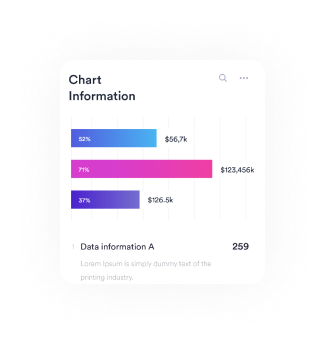 Chart
Information
52%
$56,7k
71%
$123,456k
37%
$126.5k
1 Data information A 259
Lorem Ipsum is simply dummy text of the
printing industry.